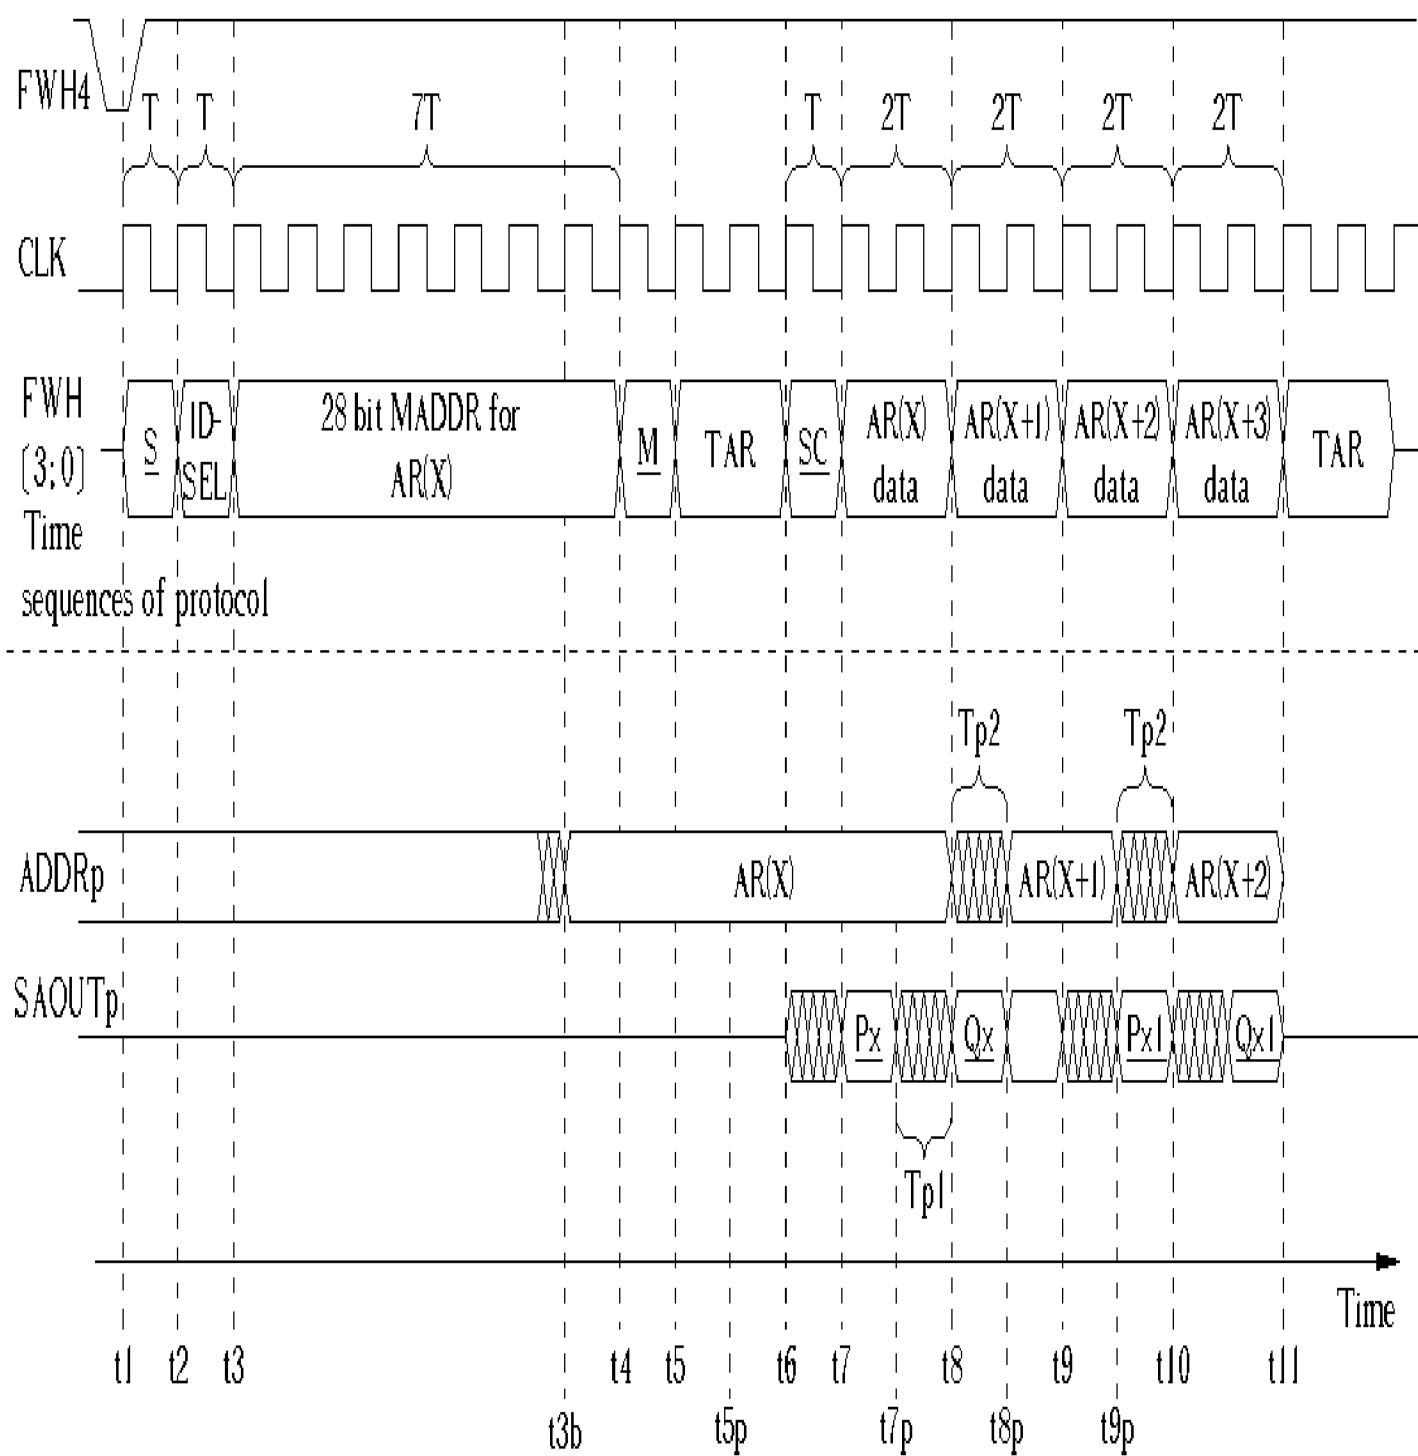 FWH4
T T 7T T 2T 2T 2T 2T
CLK
FWH
[3:0]
Time
sequences of protocol
S
ID-
SEL
28 bit MADDR for
AR(X)
M
TAR
SC
AR(X)
data
AR(X+1)
data
AR(X+2)
data
AR(X+3)
data
TAR
Tp2 Tp2
ADDRp
AR(X) AR(X+1) AR(X+2)
SAOUTp
Px Qx Px1 Qx1
Tp1
Time
t1 t2 t3 t4 t5 t6 t7 t8 t9 t10 t11
t3b t5p t7p t8p t9p